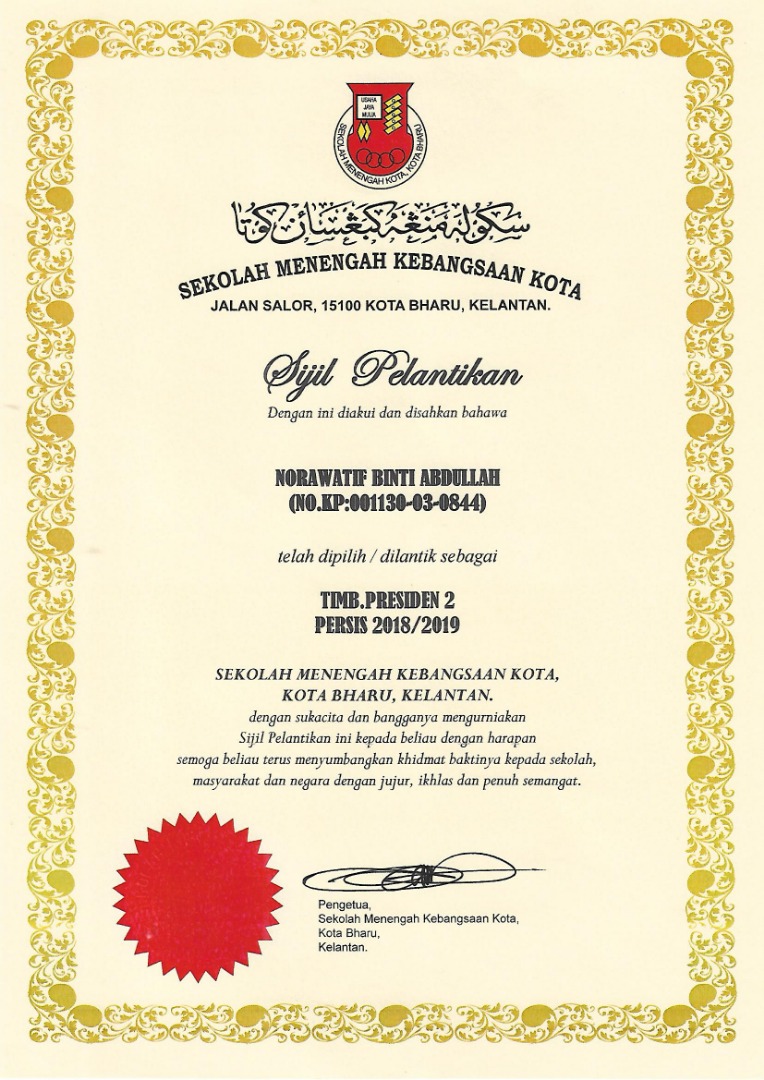 USAHA
JAYA
MULIA
SEKOLAH MENENGAH KOTA, KOTA BHARU
سكوله منڠه كبڠساءن كوتا
SEKOLAH MENENGAH KEBANGSAAN KOTA
JALAN SALOR, 15100 KOTA BHARU, KELANTAN.
Sijil Pelantikan
Dengan ini diakui dan disahkan bahawa
NORAWATIF BINTI ABDULLAH
(NO.KP:001130-03-0844)
telah dipilih / dilantik sebagai
TIMB.PRESIDEN 2
PERSIS 2018/2019
SEKOLAH MENENGAH KEBANGSAAN KOTA,
KOTA BHARU, KELANTAN.
dengan sukacita dan bangganya mengurniakan
Sijil Pelantikan ini kepada beliau dengan harapan
semoga beliau terus menyumbangkan khidmat baktinya kepada sekolah,
masyarakat dan negara dengan jujur, ikhlas dan penuh semangat.
Pengetua,
Sekolah Menengah Kebangsaan Kota,
Kota Bharu,
Kelantan.